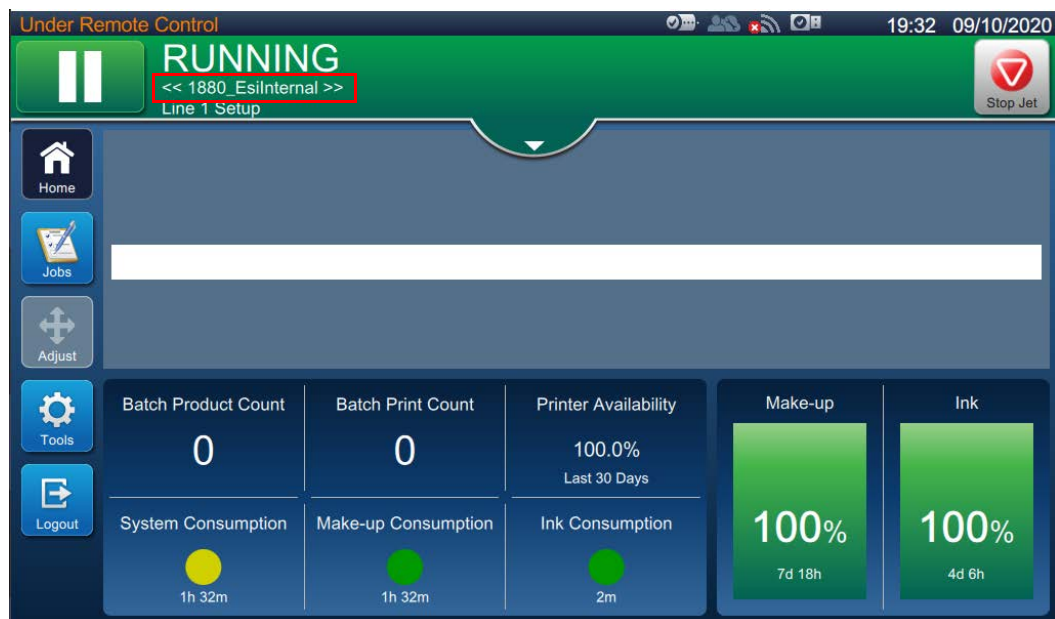 Under Remote Control
19:32 09/10/2020
RUNNING
<< 1880_EsiInternal >>
Line 1 Setup
Stop Jet
Home
Jobs
Adjust
Tools
Logout
Batch Product Count
0
Batch Print Count
0
Printer Availability
100.0%
Last 30 Days
System Consumption
1h 32m
Make-up Consumption
1h 32m
Ink Consumption
2m
Make-up
100%
7d 18h
Ink
100%
4d 6h